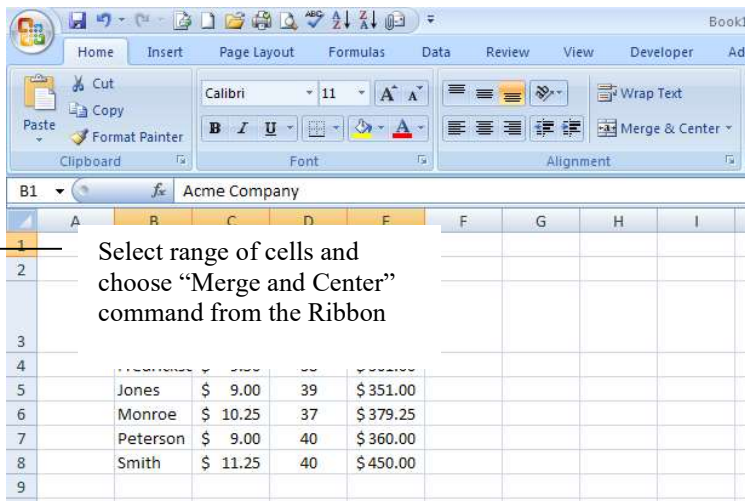 Book1
Home Insert Page Layout Formulas Data Review View Developer Ad
Cut
Copy
Format Painter
Paste
Clipboard
Calibri 11 A A
B I U A
Font
Wrap Text
Merge & Center
Alignment
B1 fx Acme Company
A B C D E F G H I
1
Select range of cells and
choose “Merge and Center”
command from the Ribbon
2
3
4
5 Jones $ 9.00 39 $ 351.00
6 Monroe $ 10.25 37 $ 379.25
7 Peterson $ 9.00 40 $ 360.00
8 Smith $ 11.25 40 $ 450.00
9